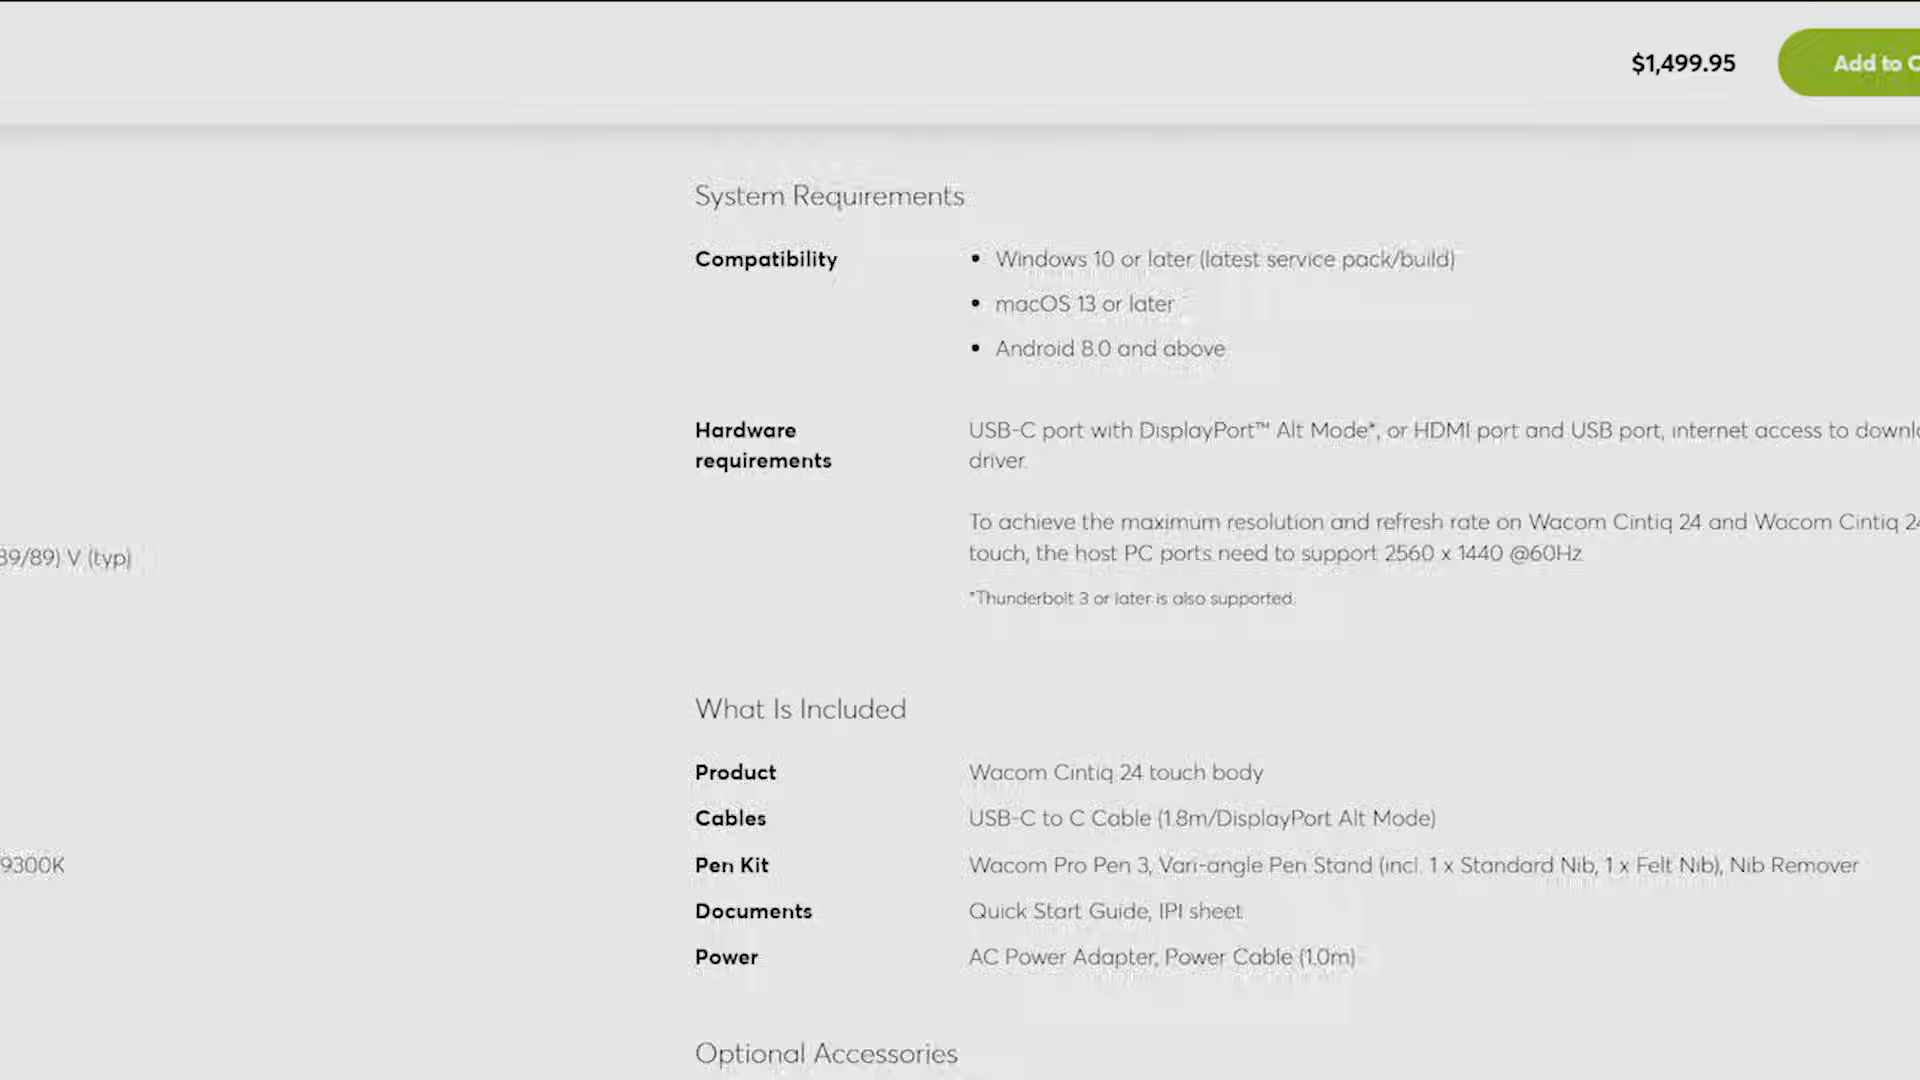 $1,499.95
Add to
System Requirements
Compatibility
• Windows 10 or later (latest service pack/build)
• macOS 13 or later
• Android 8.0 and above
Hardware requirements
USB-C port with DisplayPort™ Alt Mode*, or HDMI port and USB port, internet access to
driver.
To achieve the maximum resolution and refresh rate on Wacom Cintiq 24 and Wacom Cintiq
touch, the host PC ports need to support 2560 x 1440 @60Hz
*Thunderbolt 3 or later is also supported.
89/89) V (typ)
What Is Included
Product Wacom Cintiq 24 touch body
Cables USB-C to C Cable (1.8m/DisplayPort Alt Mode)
Pen Kit Wacom Pro Pen 3, Vari-angle Pen Stand (incl. 1 x Standard Nib, 1 x Felt Nib), Nib Remover
9300K
Documents Quick Start Guide, IPI sheet
Power AC Power Adapter, Power Cable (1.0m)
Optional Accessories